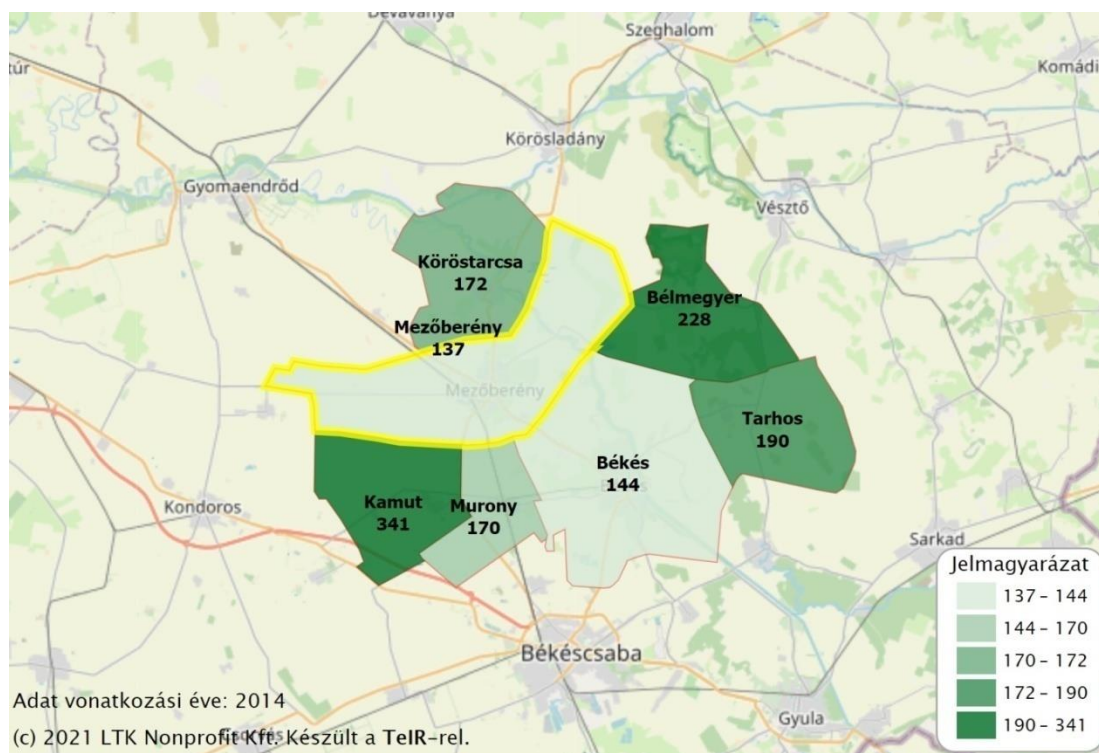 Dévaványa
Szeghalom
Komádi
túr
Körösladány
Gyomaendrőd
Vésztő
Köröstarcsa
172
Bélmegyer
228
Mezőberény
137
Mezőberény
Tarhos
190
Békés
144
Kamut
341
Murony
170
Kondoros
Sarkad
Békéscsaba
Gyula
Jelmagyarázat
137 – 144
144 – 170
170 – 172
172 – 190
190 – 341
Adat vonatkozási éve: 2014
(c) 2021 LTK Nonprofit Kft. Készült a TeIR-rel.